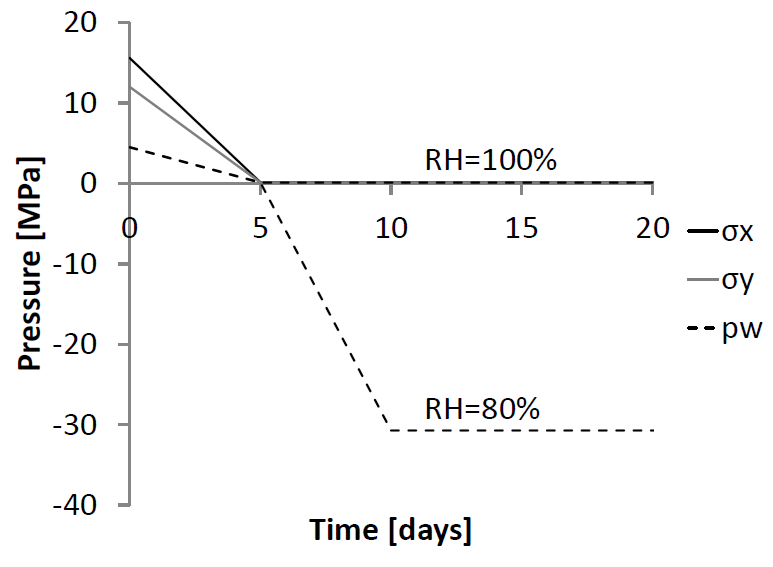 20
10
0
-10
-20
-30
-40
Pressure [MPa]
0
5
10
15
20
Time [days]
RH=100%
RH=80%
σx
σy
pw